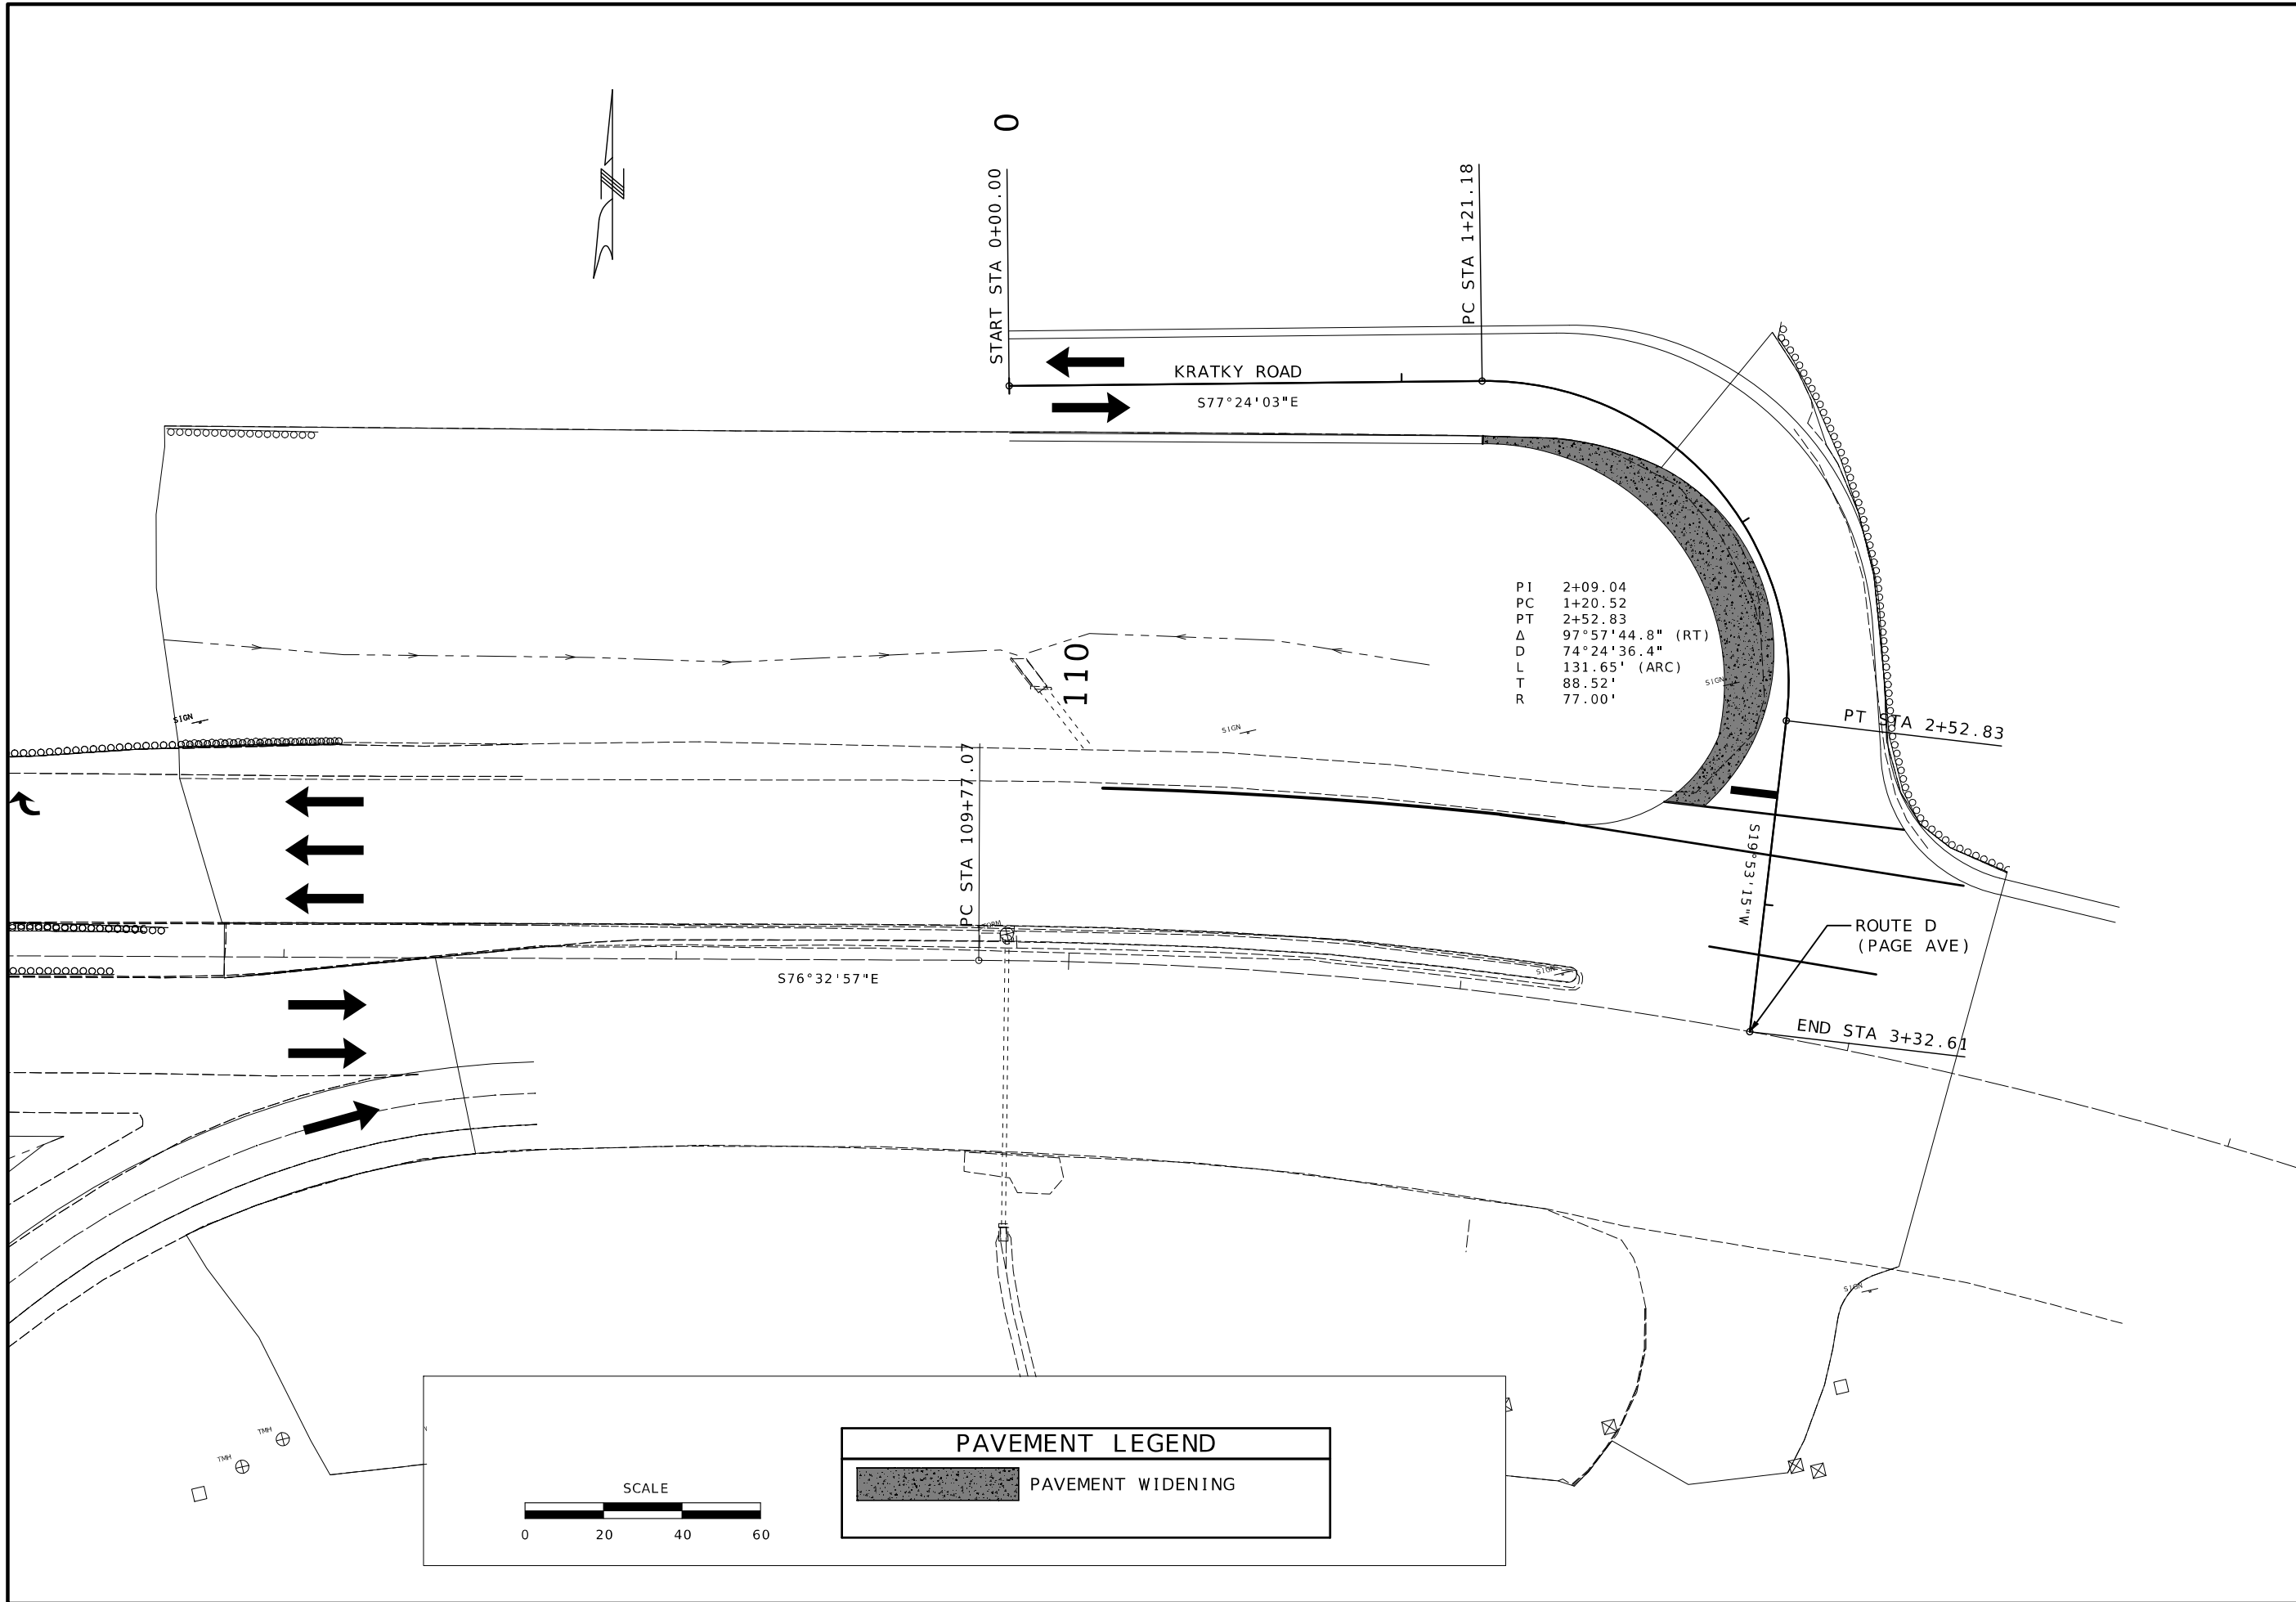 0
START STA 0+00.00
PC STA 1+21.18
KRATKY ROAD
S77°24'03"E
PI 2+09.04
PC 1+20.52
PT 2+52.83
Δ 97°57'44.8" (RT)
D 74°24'36.4"
L 131.65' (ARC)
T 88.52'
R 77.00'
SIGN
110
SIGN
SIGN
PT STA 2+52.83
PC STA 109+77.07
S19°53'15"W
ROUTE D
(PAGE AVE)
SIGN
S76°32'57"E
END STA 3+32.61
SIGN
TMH
TMH
PAVEMENT LEGEND
PAVEMENT WIDENING
SCALE
0 20 40 60